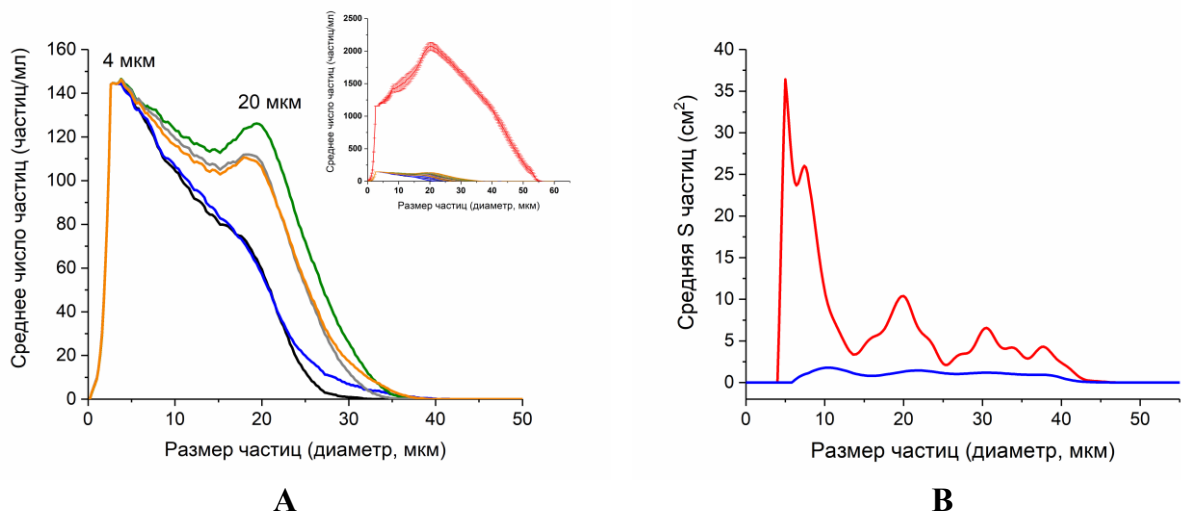 Среднее число частиц (частиц/мл)
160
140
120
100
80
60
40
20
0
4 мкм
20 мкм
0 10 20 30 40 50
Размер частиц (диаметр, мкм)
Среднее число частиц (частиц/мл)
2500
2000
1500
1000
500
0
0 10 20 30 40 50 60
Размер частиц (диаметр, мкм)
A
Средняя S частиц (см²)
40
35
30
25
20
15
10
5
0
0 10 20 30 40 50
Размер частиц (диаметр, мкм)
B